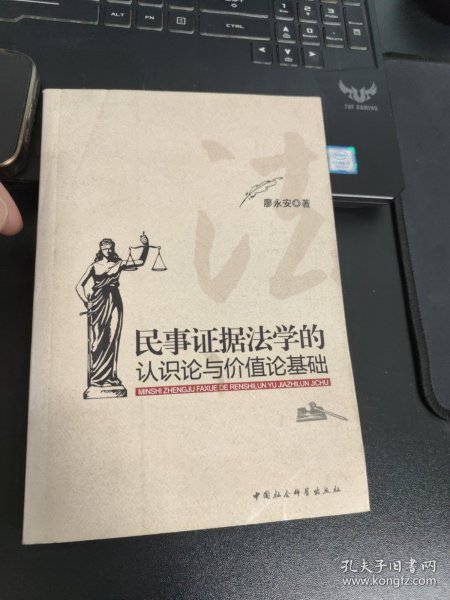 ALT
PN
CTRL
THE GAMING
法
廖永安◎著
民事证据法学的
认识论与价值论基础
MINSHI ZHENGJU FAXUE DE RENSHILUN YU JIAZHILUN JICHU
中国社会科学出版社
孔夫子旧书网
www.kongfz.com